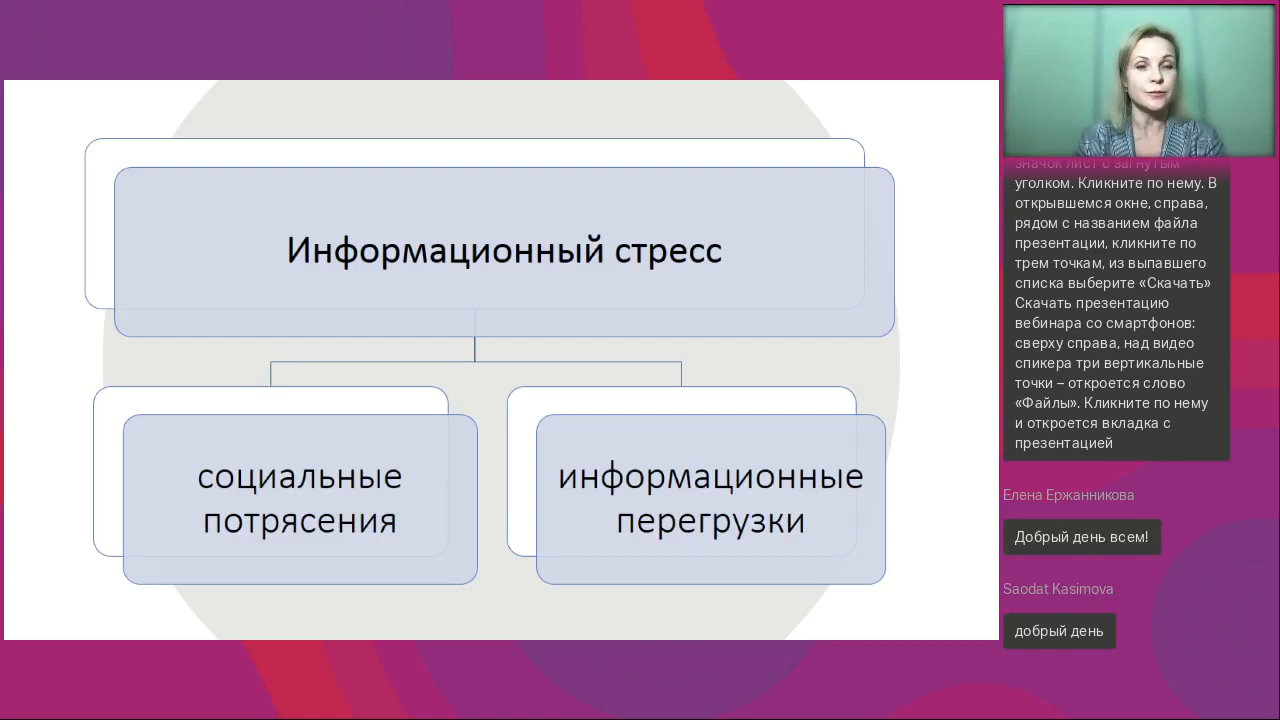 Информационный стресс
социальные
потрясения
информационные
перегрузки
значок лист с загнутым
уголком. Кликните по нему. В
открывшемся окне, справа,
рядом с названием файла
презентации, кликните по
трем точкам, из выпавшего
списка выберите «Скачать»
Скачать презентацию
вебинара со смартфонов:
сверху справа, над видео
спикера три вертикальные
точки – откроется слово
«Файлы». Кликните по нему
и откроется вкладка с
презентацией
Елена Ержанникова
Добрый день всем!
Saodat Kasimova
добрый день